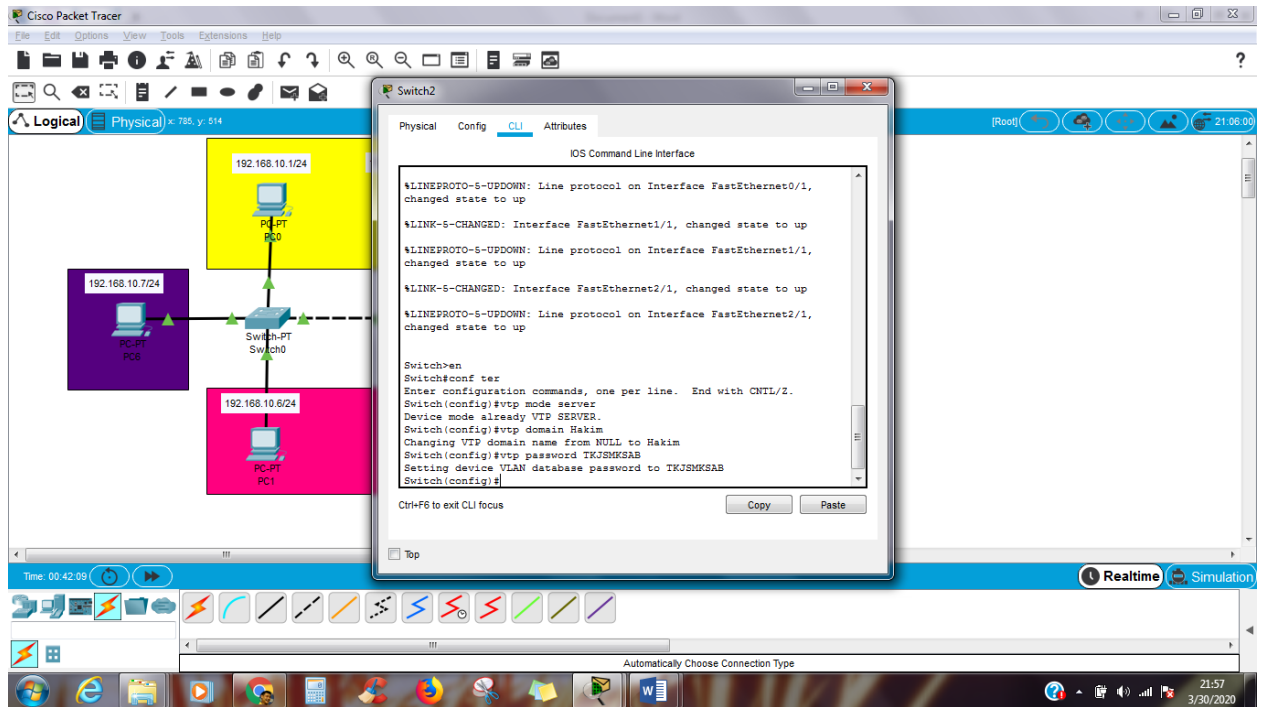 Cisco Packet Tracer
File Edit Options View Tools Extensions Help
?
Logical Physical x: 785, y: 514
[Root] 21:06:00
192.168.10.1/24
PC-PT
PC0
192.168.10.7/24
PC-PT
PC6
Switch-PT
Switch0
192.168.10.6/24
PC-PT
PC1
Switch2
Physical Config CLI Attributes
IOS Command Line Interface
%LINEPROTO-5-UPDOWN: Line protocol on Interface FastEthernet0/1,
changed state to up
%LINK-5-CHANGED: Interface FastEthernet1/1, changed state to up
%LINEPROTO-5-UPDOWN: Line protocol on Interface FastEthernet1/1,
changed state to up
%LINK-5-CHANGED: Interface FastEthernet2/1, changed state to up
%LINEPROTO-5-UPDOWN: Line protocol on Interface FastEthernet2/1,
changed state to up
Switch>en
Switch#conf ter
Enter configuration commands, one per line. End with CNTL/Z.
Switch(config)#vtp mode server
Device mode already VTP SERVER.
Switch(config)#vtp domain Hakim
Changing VTP domain name from NULL to Hakim
Switch(config)#vtp password TKJSMKSAB
Setting device VLAN database password to TKJSMKSAB
Switch(config)#
Ctrl+F6 to exit CLI focus
Copy Paste
Top
Time: 00:42:09
Realtime Simulation
Automatically Choose Connection Type
21:57
3/30/2020